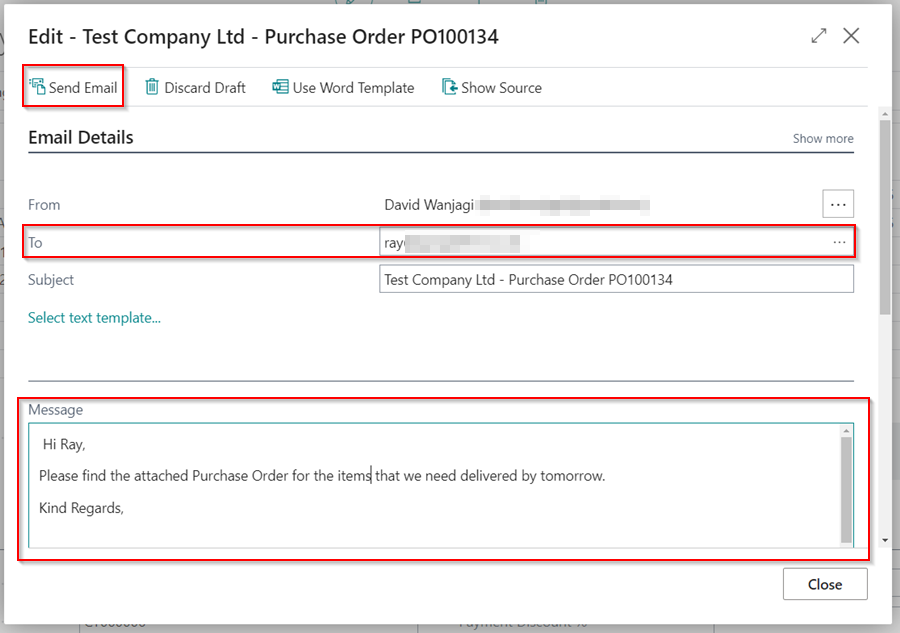 Edit - Test Company Ltd - Purchase Order PO100134
Send Email Discard Draft Use Word Template Show Source
Email Details Show more
From David Wanjagi
To ray
Subject Test Company Ltd - Purchase Order PO100134
Select text template...
Message
Hi Ray,
Please find the attached Purchase Order for the items that we need delivered by tomorrow.
Kind Regards,
Close